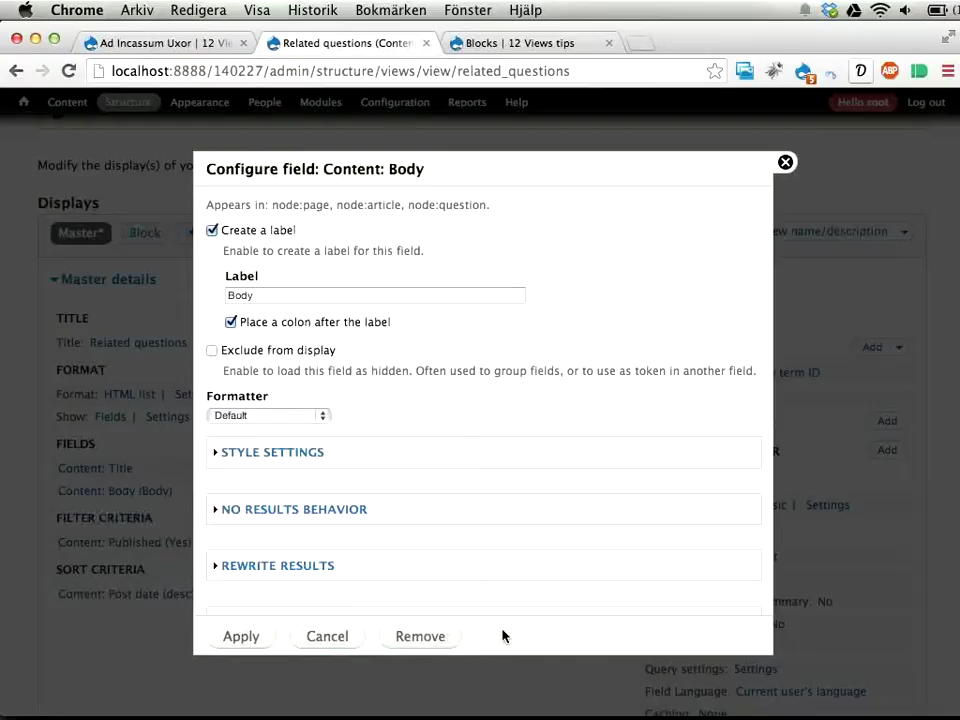 Chrome Arkiv Redigera Visa Historik Bokmärken Fönster Hjälp
Ad Incassum Uxor | 12 Vi
Related questions (Conten
Blocks | 12 Views tips
localhost:8888/140227/admin/structure/views/view/related_questions
Content Structure Appearance People Modules Configuration Reports Help
Hello root Log out
Modify the display(s) of yo
Displays
Master* Block
ew name/description
Master details
TITLE
Title: Related questions
Add
FORMAT
term ID
Format: HTML list | Set
Show: Fields | Settings
Add
FIELDS
R Add
Content: Title
Content: Body (Body)
sic | Settings
FILTER CRITERIA
Content: Published (Yes)
SORT CRITERIA
Content: Post date (desc
mmary: No
No
Query settings: Settings
Field Language: Current user's language
Caching: None
Configure field: Content: Body
Appears in: node:page, node:article, node:question.
Create a label
Enable to create a label for this field.
Label
Body
Place a colon after the label
Exclude from display
Enable to load this field as hidden. Often used to group fields, or to use as token in another field.
Formatter
Default
STYLE SETTINGS
NO RESULTS BEHAVIOR
REWRITE RESULTS
Apply Cancel Remove